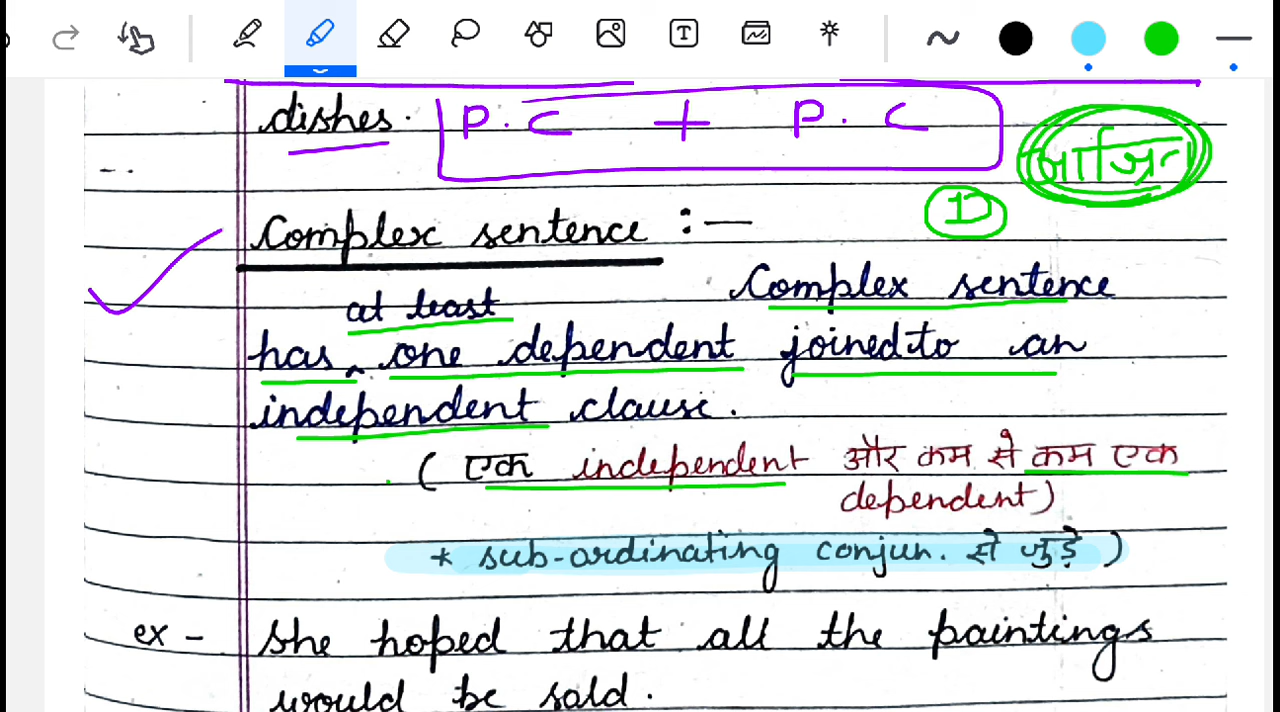 dishes. P.C + P.C
आश्रित
D
Complex sentence :—
Complex sentence
at least
has one dependent joined to an
independent clause.
( एक independent और कम से कम एक
dependent)
* sub-ordinating conjun. से जुड़े )
ex - She hoped that all the paintings
would be sold.